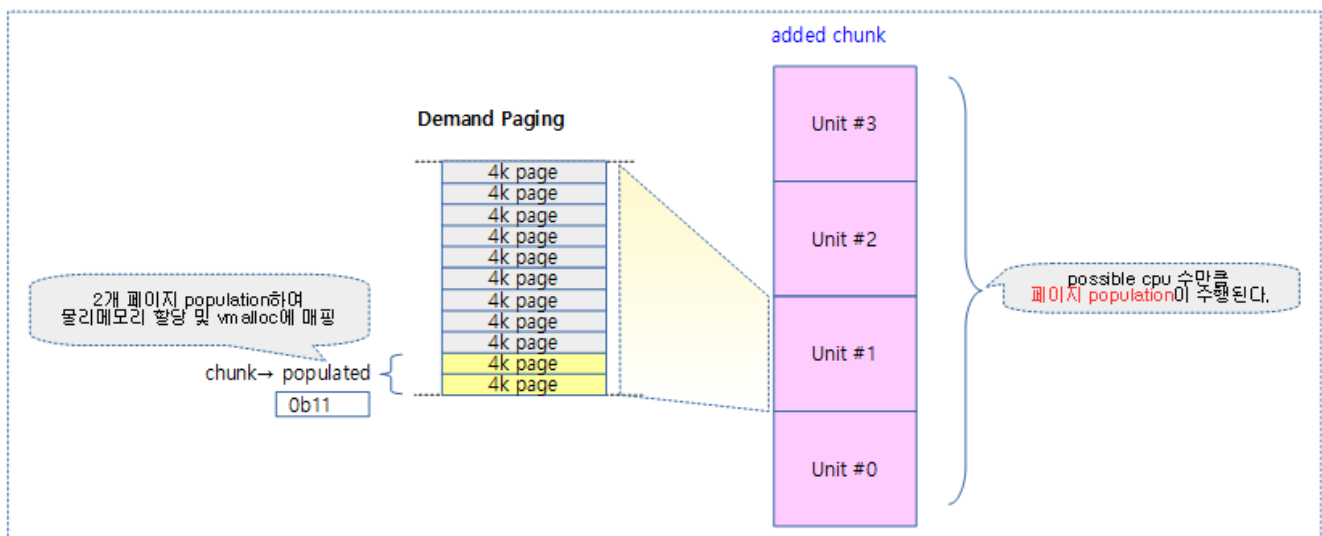 added chunk
Demand Paging
4k page
4k page
4k page
4k page
4k page
4k page
4k page
4k page
4k page
4k page
4k page
Unit #3
Unit #2
Unit #1
Unit #0
2개 페이지 population하여
물리메모리 할당 및 vmalloc에 매핑
chunk→ populated
0b11
possible cpu 수만큼
페이지 population이 수행된다.